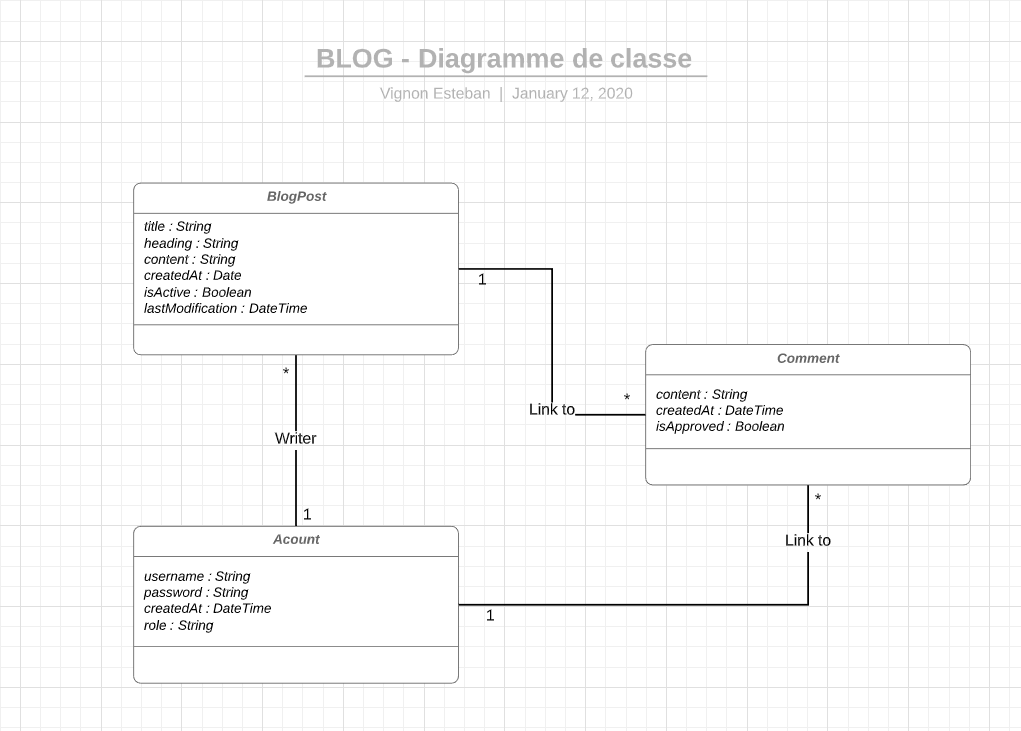 BLOG - Diagramme de classe
Vignon Esteban | January 12, 2020
BlogPost
title : String
heading : String
content : String
createdAt : Date
isActive : Boolean
lastModification : DateTime
1
*
Link to
*
Writer
1
Comment
content : String
createdAt : DateTime
isApproved : Boolean
*
Link to
Acount
username : String
password : String
createdAt : DateTime
role : String
1